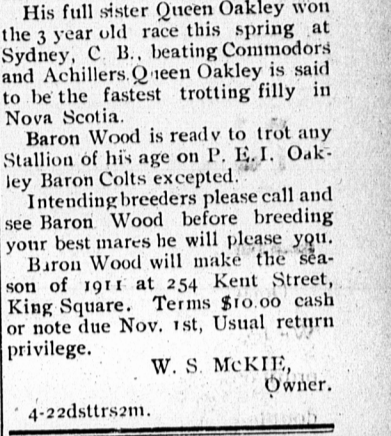 His full sister Queen Oakley won
the 3 year old race this spring at
Sydney, C. B., beating Commodors
and Achillers. Queen Oakley is said
to be the fastest trotting filly in
Nova Scotia.
Baron Wood is ready to trot any
Stallion of his age on P. E. I. Oak-
ley Baron Colts excepted.
Intending breeders please call and
see Baron Wood before breeding
your best mares he will please you.
Baron Wood will make the sea-
son of 1911 at 254 Kent Street,
King Square. Terms $10.00 cash
or note due Nov. 1st, Usual return
privilege.
W. S. McKIE,
Owner.
4-22dsttrs2m.